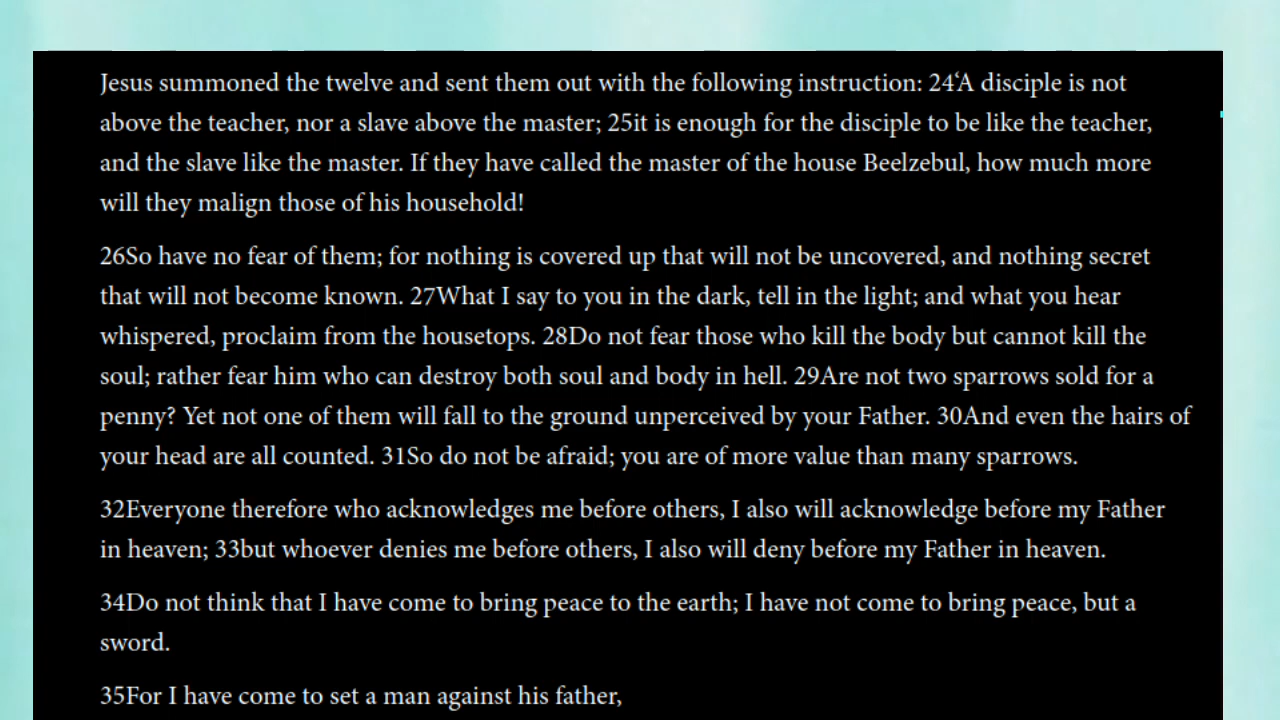 Jesus summoned the twelve and sent them out with the following instruction: 24‘A disciple is not
above the teacher, nor a slave above the master; 25it is enough for the disciple to be like the teacher,
and the slave like the master. If they have called the master of the house Beelzebul, how much more
will they malign those of his household!
26So have no fear of them; for nothing is covered up that will not be uncovered, and nothing secret
that will not become known. 27What I say to you in the dark, tell in the light; and what you hear
whispered, proclaim from the housetops. 28Do not fear those who kill the body but cannot kill the
soul; rather fear him who can destroy both soul and body in hell. 29Are not two sparrows sold for a
penny? Yet not one of them will fall to the ground unperceived by your Father. 30And even the hairs of
your head are all counted. 31So do not be afraid; you are of more value than many sparrows.
32Everyone therefore who acknowledges me before others, I also will acknowledge before my Father
in heaven; 33but whoever denies me before others, I also will deny before my Father in heaven.
34Do not think that I have come to bring peace to the earth; I have not come to bring peace, but a
sword.
35For I have come to set a man against his father,